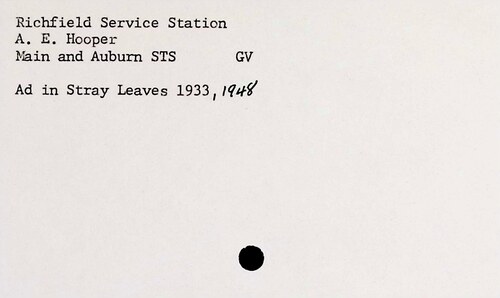 Richfield Service Station
A. E. Hooper
Main and Auburn STS GV
Ad in Stray Leaves 1933, 1948